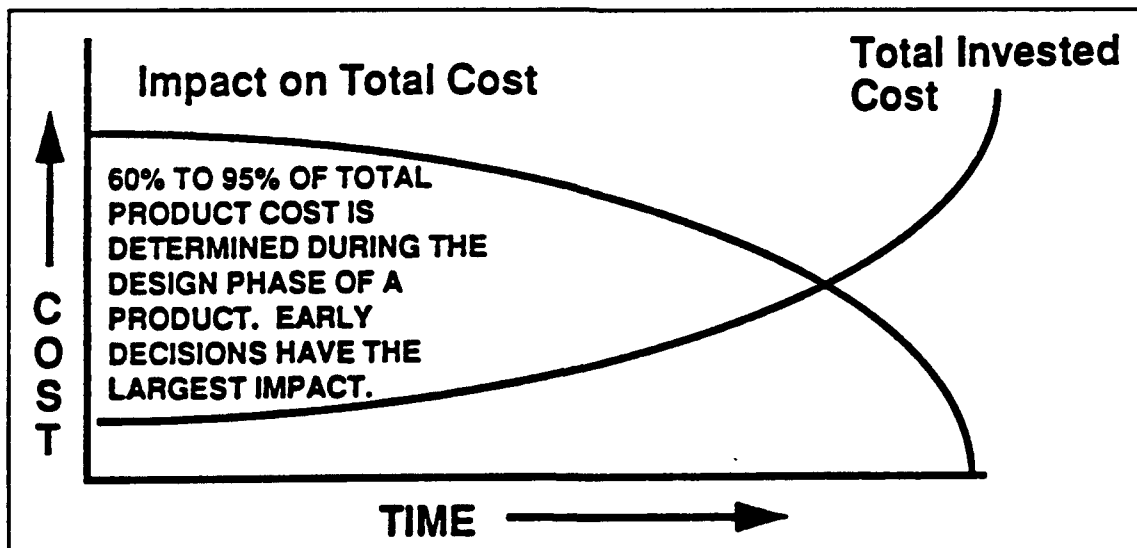 Impact on Total Cost
Total Invested
Cost
60% TO 95% OF TOTAL
PRODUCT COST IS
DETERMINED DURING THE
DESIGN PHASE OF A
PRODUCT. EARLY
DECISIONS HAVE THE
LARGEST IMPACT.
COST
TIME